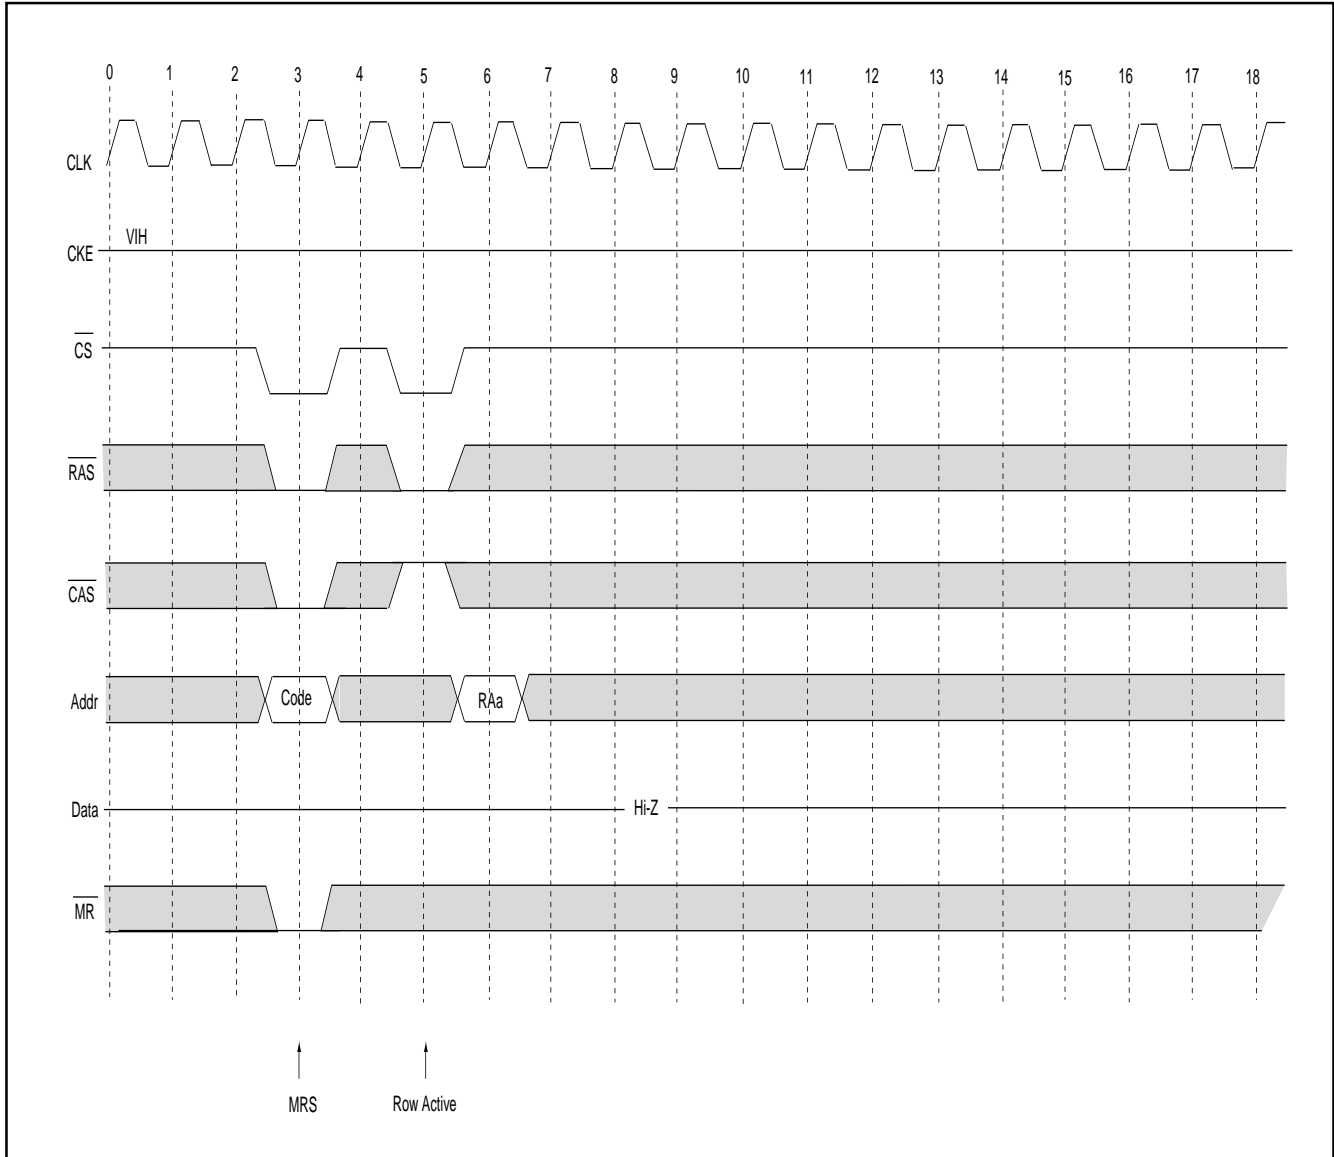 0 1 2 3 4 5 6 7 8 9 10 11 12 13 14 15 16 17 18
CLK
VIH
CKE
CS
RAS
CAS
Addr Code RAa
Data Hi-Z
MR
MRS Row Active